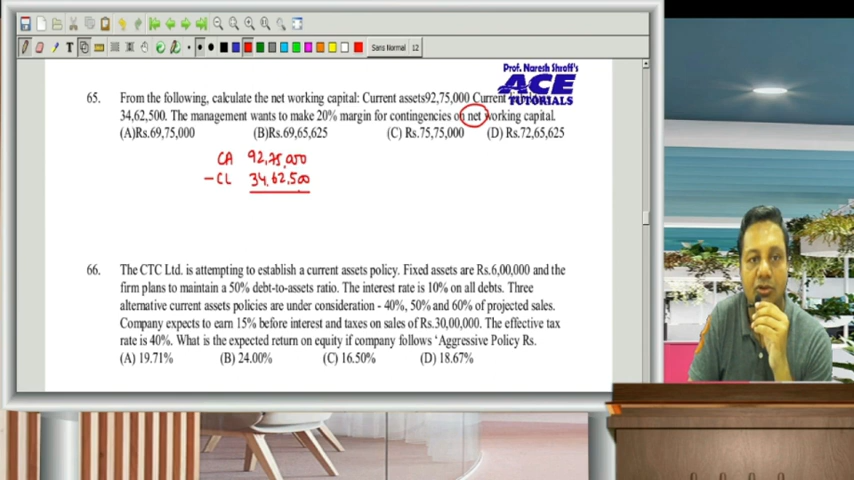 Sans Normal 12
Prof. Naresh Shroff's
ACE
TUTORIALS
65. From the following, calculate the net working capital: Current assets92,75,000 Current
34,62,500. The management wants to make 20% margin for contingencies on net working capital.
(A)Rs.69,75,000 (B)Rs.69,65,625 (C) Rs.75,75,000 (D) Rs.72,65,625
CA 92,75,000
- CL 34,62,500
66. The CTC Ltd. is attempting to establish a current assets policy. Fixed assets are Rs.6,00,000 and the
firm plans to maintain a 50% debt-to-assets ratio. The interest rate is 10% on all debts. Three
alternative current assets policies are under consideration - 40%, 50% and 60% of projected sales.
Company expects to earn 15% before interest and taxes on sales of Rs.30,00,000. The effective tax
rate is 40%. What is the expected return on equity if company follows 'Aggressive Policy Rs.
(A) 19.71% (B) 24.00% (C) 16.50% (D) 18.67%